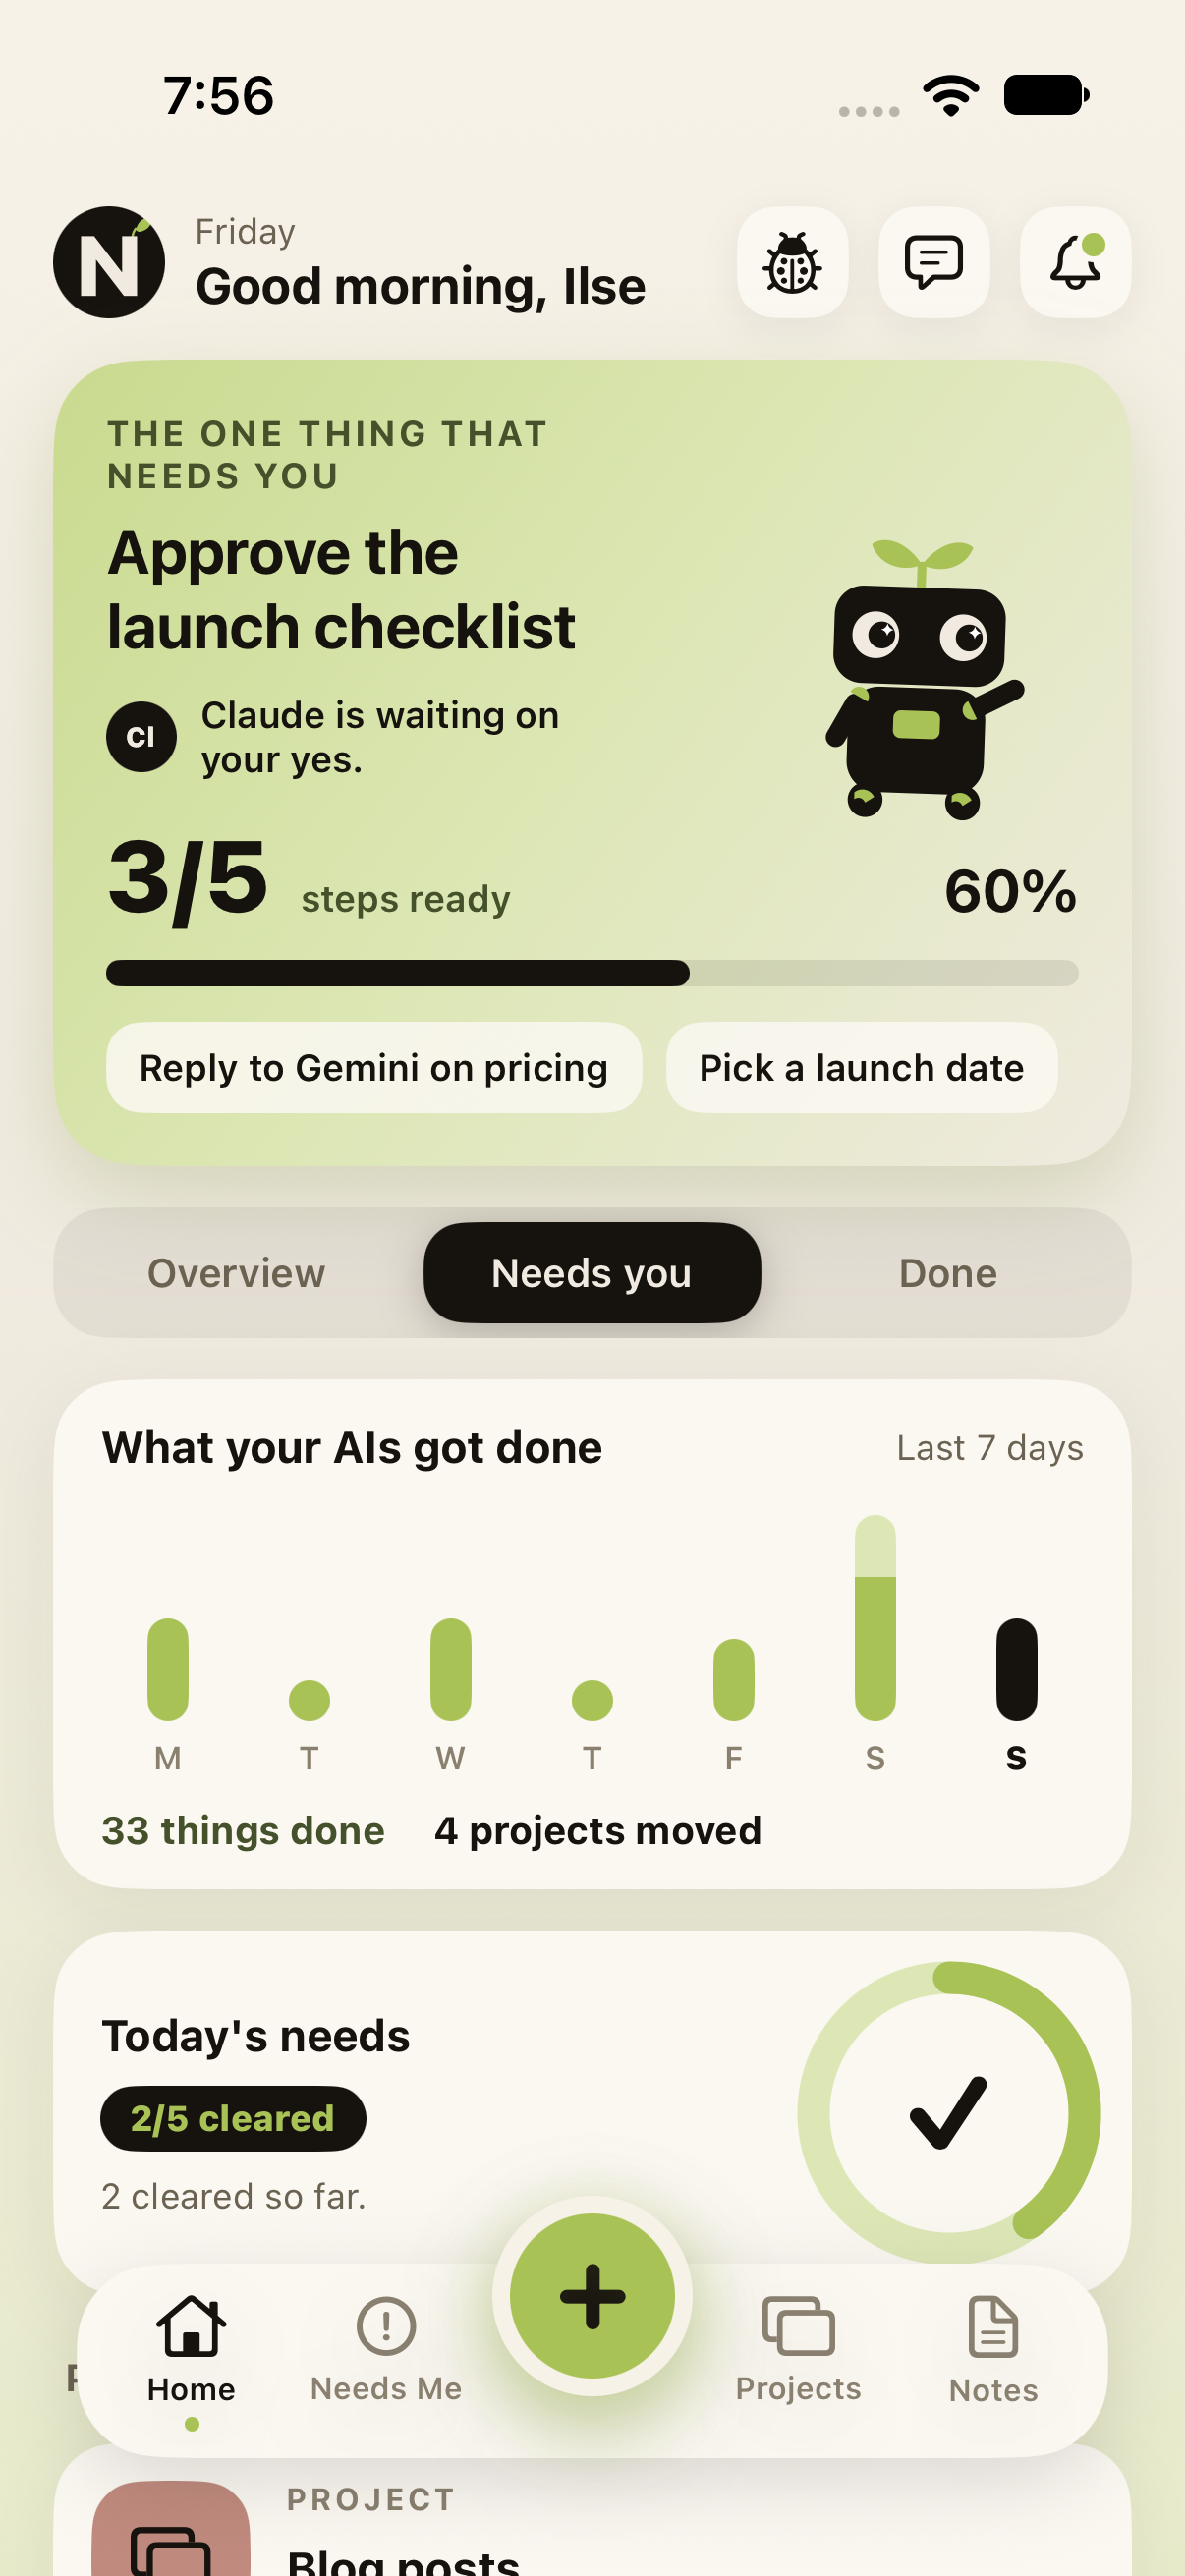 7:56
N
Friday
Good morning, Ilse
THE ONE THING THAT
NEEDS YOU
Approve the
launch checklist
cl
Claude is waiting on
your yes.
3/5 steps ready
60%
Reply to Gemini on pricing
Pick a launch date
Overview
Needs you
Done
What your AIs got done
Last 7 days
M T W T F S S
33 things done
4 projects moved
Today's needs
2/5 cleared
2 cleared so far.
Home
Needs Me
Projects
Notes
PROJECT
Blog posts